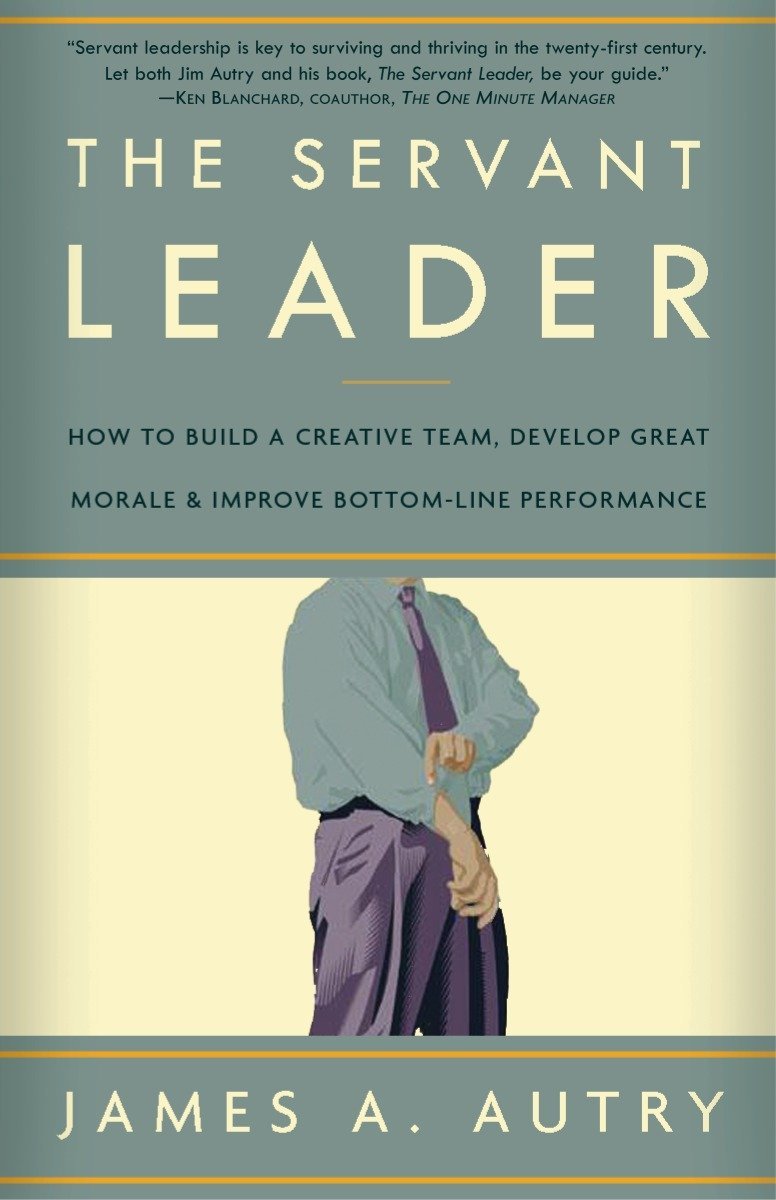 “Servant leadership is key to surviving and thriving in the twenty-first century.
Let both Jim Autry and his book, The Servant Leader, be your guide.”
—KEN BLANCHARD, COAUTHOR, THE ONE MINUTE MANAGER
THE SERVANT
LEADER
HOW TO BUILD A CREATIVE TEAM, DEVELOP GREAT
MORALE & IMPROVE BOTTOM-LINE PERFORMANCE
JAMES A. AUTRY